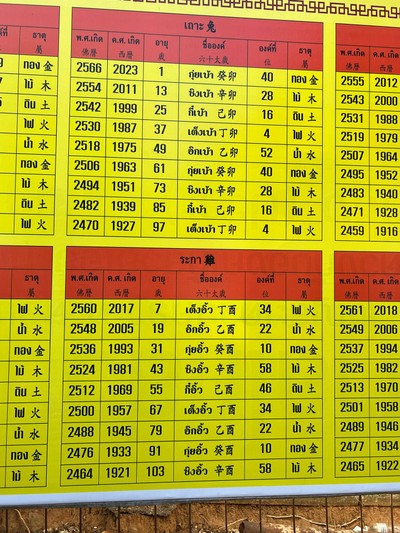 ธาตุ
屬
ทอง 金
ไม้ 木
ดิน 土
ไฟ 火
น้ำ 水
ทอง 金
ไม้ 木
ดิน 土
ไฟ 火
เถาะ 兔
พ.ศ.เกิด ค.ศ.เกิด อายุ ชื่อองค์ องค์ที่ ธาตุ
佛曆 西曆 歲 六十太歲 位 屬
2566 2023 1 กุ่ยเบ้า 癸卯 40 ทอง 金
2554 2011 13 ซิงเบ้า 辛卯 28 ไม้ 木
2542 1999 25 กี่เบ้า 己卯 16 ดิน 土
2530 1987 37 เต็งเบ้า 丁卯 4 ไฟ 火
2518 1975 49 อิกเบ้า 乙卯 52 น้ำ 水
2506 1963 61 กุ่ยเบ้า 癸卯 40 ทอง 金
2494 1951 73 ซิงเบ้า 辛卯 28 ไม้ 木
2482 1939 85 กี่เบ้า 己卯 16 ดิน 土
2470 1927 97 เต็งเบ้า 丁卯 4 ไฟ 火
พ.ศ.เกิด ค.ศ.เกิด
佛曆 西曆
2555 2012
2543 2000
2531 1988
2519 1979
2507 1964
2495 1952
2483 1940
2471 1928
2459 1916
ธาตุ
屬
ไฟ 火
น้ำ 水
ทอง 金
ไม้ 木
ดิน 土
ไฟ 火
น้ำ 水
ทอง 金
ไม้ 木
ระกา 雞
พ.ศ.เกิด ค.ศ.เกิด อายุ ชื่อองค์ องค์ที่ ธาตุ
佛曆 西曆 歲 六十太歲 位 屬
2560 2017 7 เต็งอิ้ว 丁酉 34 ไฟ 火
2548 2005 19 อิกอิ้ว 乙酉 22 น้ำ 水
2536 1993 31 กุ่ยอิ้ว 癸酉 10 ทอง 金
2524 1981 43 ซิงอิ้ว 辛酉 58 ไม้ 木
2512 1969 55 กี่อิ้ว 己酉 46 ดิน 土
2500 1957 67 เต็งอิ้ว 丁酉 34 ไฟ 火
2488 1945 79 อิกอิ้ว 乙酉 22 น้ำ 水
2476 1933 91 กุ่ยอิ้ว 癸酉 10 ทอง 金
2464 1921 103 ซิงอิ้ว 辛酉 58 ไม้ 木
พ.ศ.เกิด ค.ศ.เกิด
佛曆 西曆
2561 2018
2549 2006
2537 1994
2525 1982
2513 1970
2501 1958
2489 1946
2477 1934
2465 1922